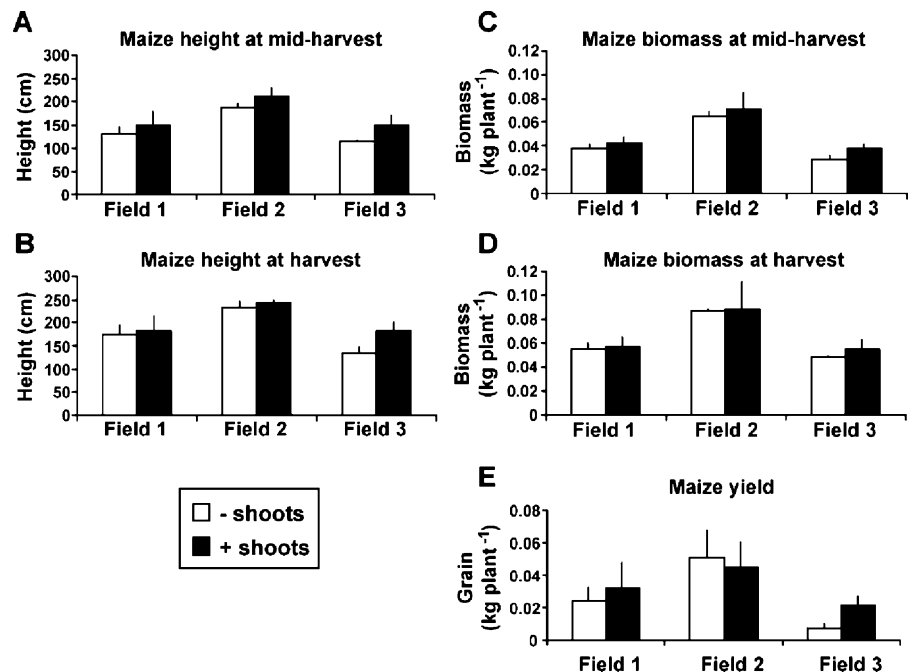 A
Maize height at mid-harvest
Height (cm)
300
250
200
150
100
50
0
Field 1 Field 2 Field 3
B
Maize height at harvest
Height (cm)
300
250
200
150
100
50
0
Field 1 Field 2 Field 3
- shoots
+ shoots
C
Maize biomass at mid-harvest
Biomass
(kg plant⁻¹)
0.12
0.10
0.08
0.06
0.04
0.02
0
Field 1 Field 2 Field 3
D
Maize biomass at harvest
Biomass
(kg plant⁻¹)
0.12
0.10
0.08
0.06
0.04
0.02
0
Field 1 Field 2 Field 3
E
Maize yield
Grain
(kg plant⁻¹)
0.08
0.06
0.04
0.02
0
Field 1 Field 2 Field 3